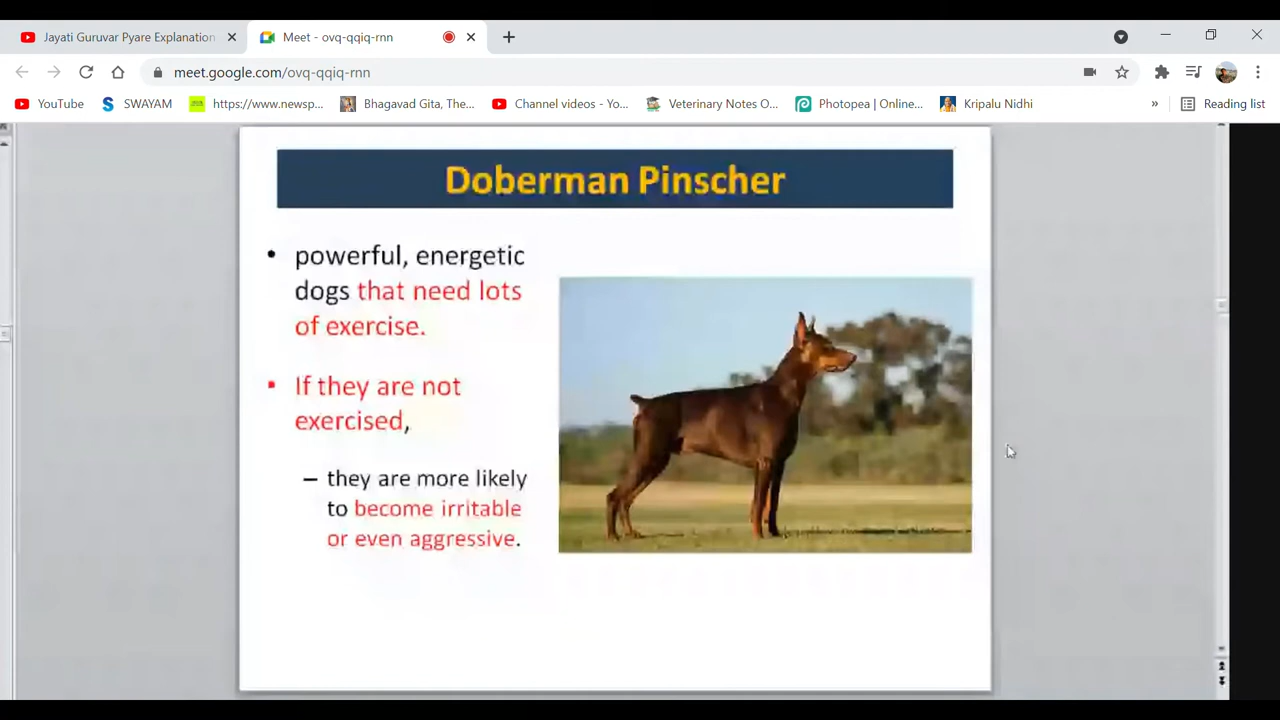 Jayati Guruvar Pyare Explanation
Meet - ovq-qqiq-rnn
meet.google.com/ovq-qqiq-rnn
YouTube
SWAYAM
https://www.newsp...
Bhagavad Gita, The...
Channel videos - Yo...
Veterinary Notes O...
Photopea | Online...
Kripalu Nidhi
»
Reading list
Doberman Pinscher
• powerful, energetic
dogs that need lots
of exercise.
• If they are not
exercised,
– they are more likely
to become irritable
or even aggressive.